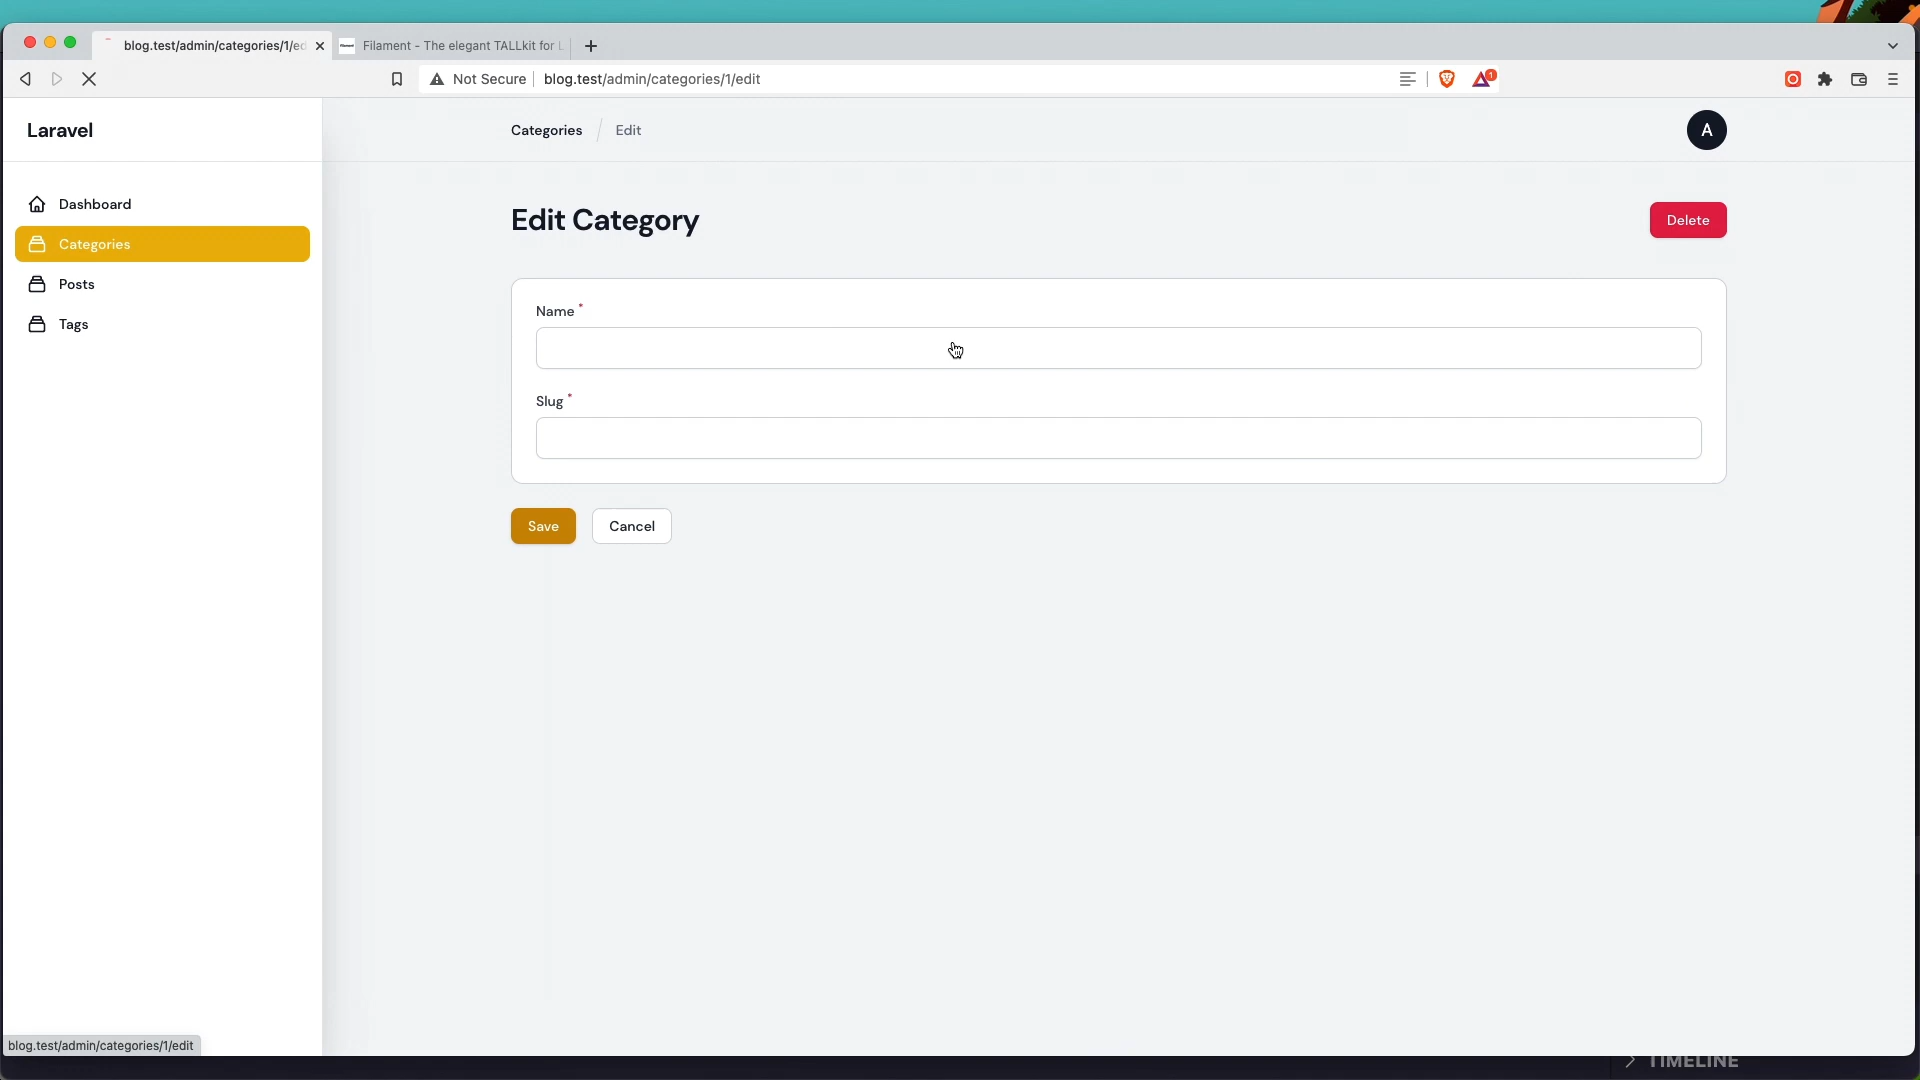 blog.test/admin/categories/1/ed
Filament - The elegant TALLkit for L
Not Secure
blog.test/admin/categories/1/edit
1
Laravel
Categories
Edit
A
Dashboard
Categories
Posts
Tags
Edit Category
Delete
Name *
Slug *
Save
Cancel
blog.test/admin/categories/1/edit
TIMELINE